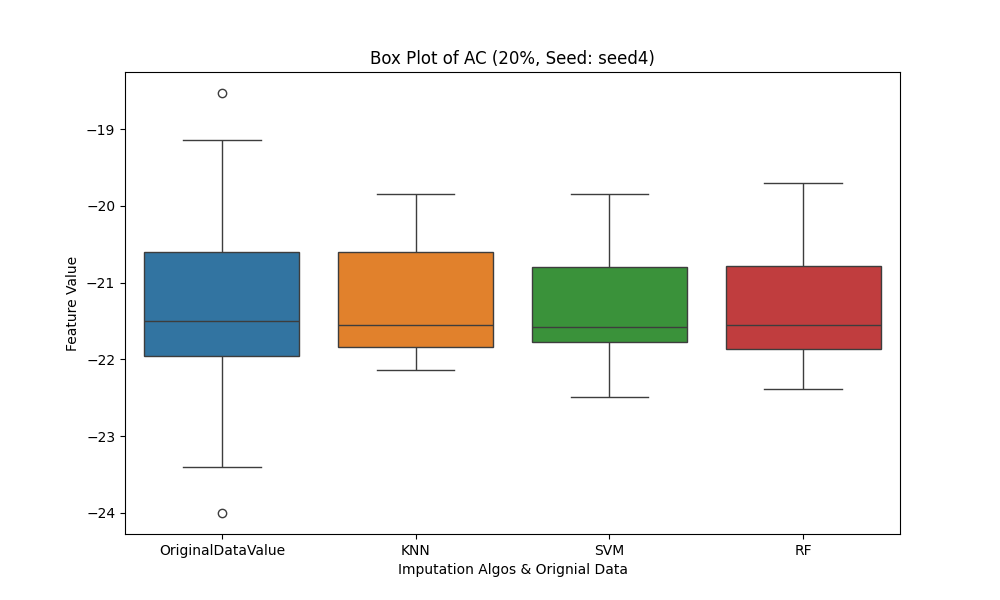 Box Plot of AC (20%, Seed: seed4)
Feature Value
−19
−20
−21
−22
−23
−24
OriginalDataValue
KNN
SVM
RF
Imputation Algos & Orignial Data